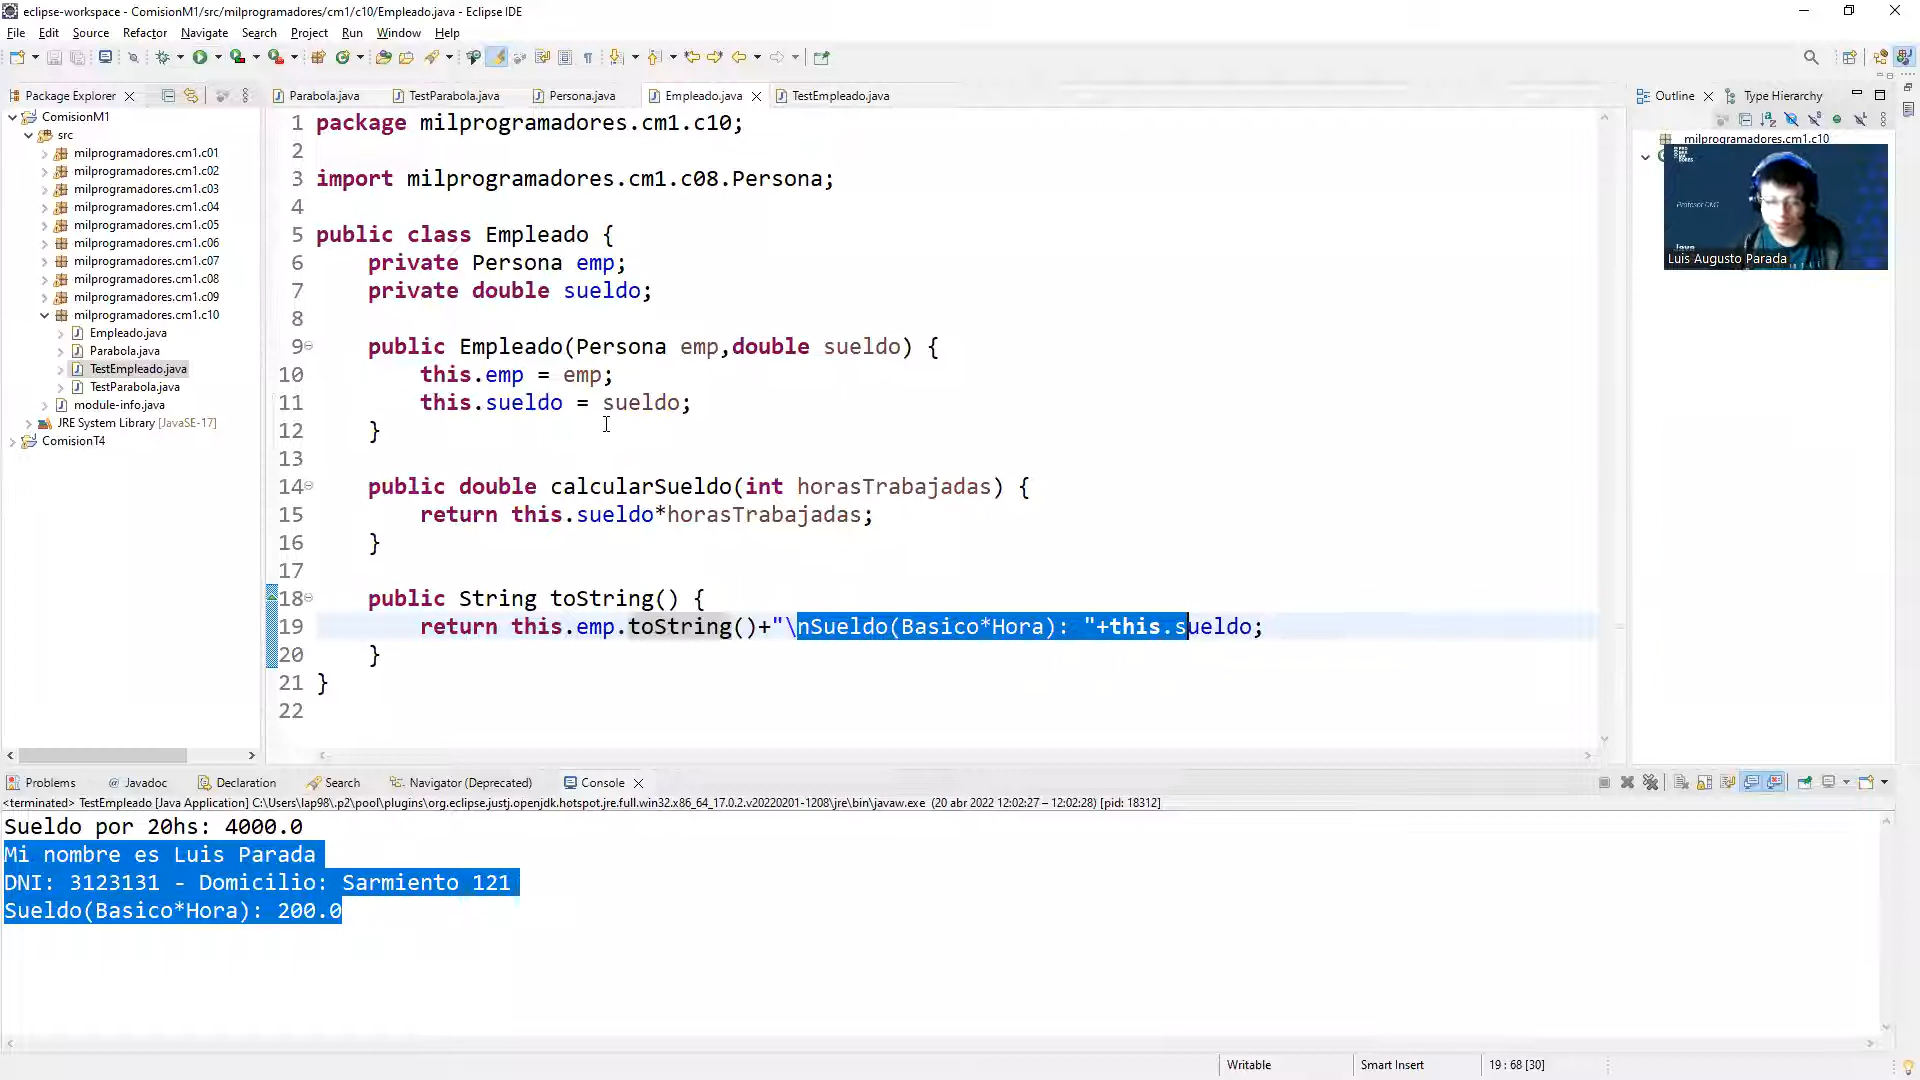 eclipse-workspace - ComisionM1/src/milprogramadores/cm1/c10/Empleado.java - Eclipse IDE
File Edit Source Refactor Navigate Search Project Run Window Help
Package Explorer
Parabola.java TestParabola.java Persona.java Empleado.java TestEmpleado.java
Outline Type Hierarchy
ComisionM1
src
milprogramadores.cm1.c01
milprogramadores.cm1.c02
milprogramadores.cm1.c03
milprogramadores.cm1.c04
milprogramadores.cm1.c05
milprogramadores.cm1.c06
milprogramadores.cm1.c07
milprogramadores.cm1.c08
milprogramadores.cm1.c09
milprogramadores.cm1.c10
Empleado.java
Parabola.java
TestEmpleado.java
TestParabola.java
module-info.java
JRE System Library [JavaSE-17]
ComisionT4
1 package milprogramadores.cm1.c10;
2
3 import milprogramadores.cm1.c08.Persona;
4
5 public class Empleado {
6 private Persona emp;
7 private double sueldo;
8
9 public Empleado(Persona emp,double sueldo) {
10 this.emp = emp;
11 this.sueldo = sueldo;
12 }
13
14 public double calcularSueldo(int horasTrabajadas) {
15 return this.sueldo*horasTrabajadas;
16 }
17
18 public String toString() {
19 return this.emp.toString()+"\nSueldo(Basico*Hora): "+this.sueldo;
20 }
21 }
22
milprogramadores.cm1.c10
Luis Augusto Parada
Problems Javadoc Declaration Search Navigator (Deprecated) Console
<terminated> TestEmpleado [Java Application] C:\Users\lap98\.p2\pool\plugins\org.eclipse.justj.openjdk.hotspot.jre.full.win32.x86_64_17.0.2.v20220201-1208\jre\bin\javaw.exe (20 abr 2022 12:02:27 – 12:02:28) [pid: 18312]
Sueldo por 20hs: 4000.0
Mi nombre es Luis Parada
DNI: 3123131 - Domicilio: Sarmiento 121
Sueldo(Basico*Hora): 200.0
Writable Smart Insert 19 : 68 [30]